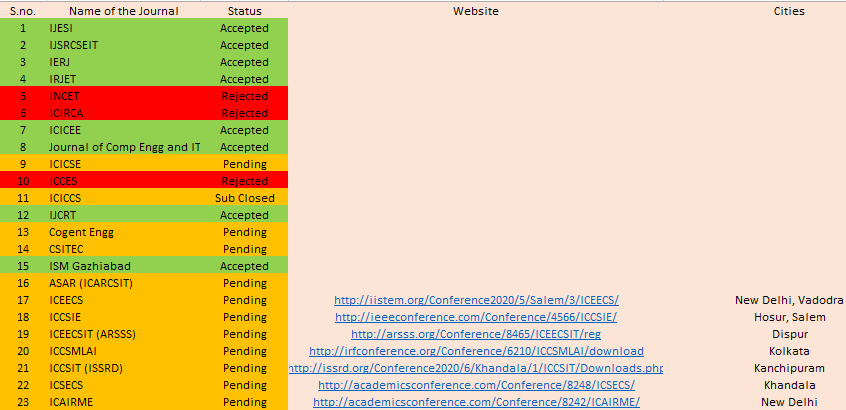 S.no. Name of the Journal Status Website Cities
1 IJESI Accepted
2 IJSRCSEIT Accepted
3 IERJ Accepted
4 IRJET Accepted
5 INCET Rejected
6 ICIRCA Rejected
7 ICICEE Accepted
8 Journal of Comp Engg and IT Accepted
9 ICICSE Pending
10 ICCES Rejected
11 ICICCS Sub Closed
12 IJCRT Accepted
13 Cogent Engg Pending
14 CSITEC Pending
15 ISM Gazhiabad Accepted
16 ASAR (ICARCSIT) Pending
17 ICEECS Pending http://iistem.org/Conference2020/5/Salem/3/ICEECS/ New Delhi, Vadodra
18 ICCSIE Pending http://ieeeconference.com/Conference/4566/ICCSIE/ Hosur, Salem
19 ICEECSIT (ARSSS) Pending http://arsss.org/Conference/8465/ICEECSIT/reg Dispur
20 ICCSMLAI Pending http://irfconference.org/Conference/6210/ICCSMLAI/download Kolkata
21 ICCSIT (ISSRD) Pending http://issrd.org/Conference2020/6/Khandala/1/ICCSIT/Downloads.php Kanchipuram
22 ICSECS Pending http://academicsconference.com/Conference/8248/ICSECS/ Khandala
23 ICAIRME Pending http://academicsconference.com/Conference/8242/ICAIRME/ New Delhi